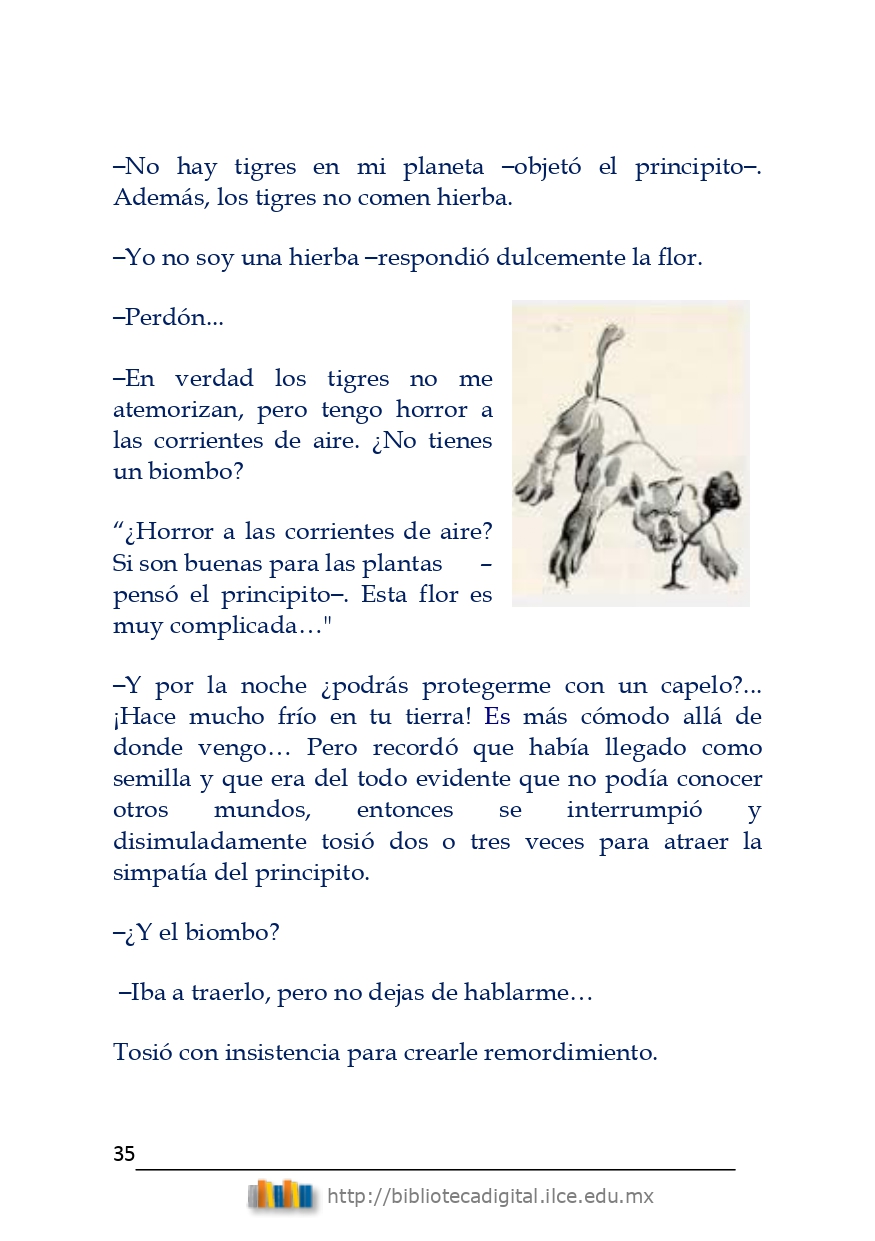 –No hay tigres en mi planeta –objetó el principito–.
Además, los tigres no comen hierba.
–Yo no soy una hierba –respondió dulcemente la flor.
–Perdón...
–En verdad los tigres no me
atemorizan, pero tengo horror a
las corrientes de aire. ¿No tienes
un biombo?
“¿Horror a las corrientes de aire?
Si son buenas para las plantas –
pensó el principito–. Esta flor es
muy complicada…"
–Y por la noche ¿podrás protegerme con un capelo?...
¡Hace mucho frío en tu tierra! Es más cómodo allá de
donde vengo… Pero recordó que había llegado como
semilla y que era del todo evidente que no podía conocer
otros mundos, entonces se interrumpió y
disimuladamente tosió dos o tres veces para atraer la
simpatía del principito.
–¿Y el biombo?
–Iba a traerlo, pero no dejas de hablarme…
Tosió con insistencia para crearle remordimiento.
35
http://bibliotecadigital.ilce.edu.mx